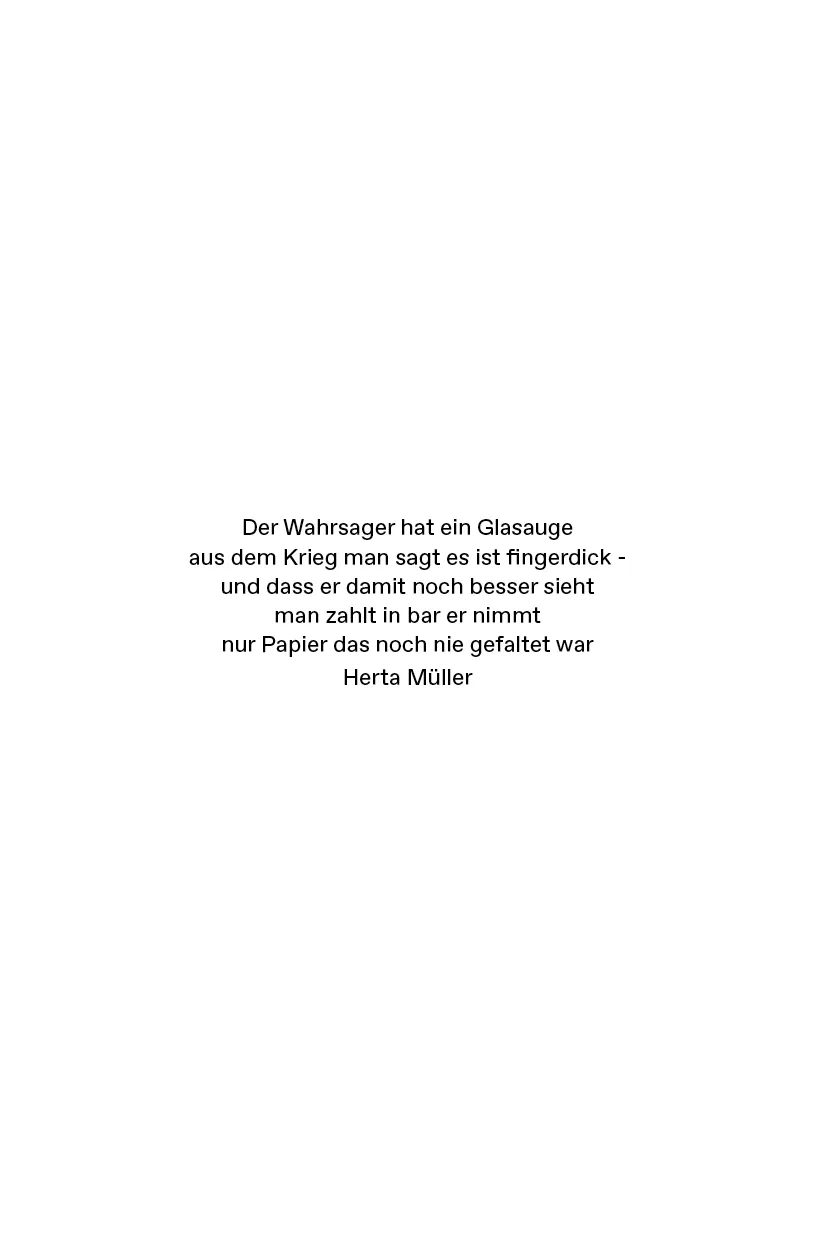 Der Wahrsager hat ein Glasauge
aus dem Krieg man sagt es ist fingerdick -
und dass er damit noch besser sieht
man zahlt in bar er nimmt
nur Papier das noch nie gefaltet war
Herta Müller